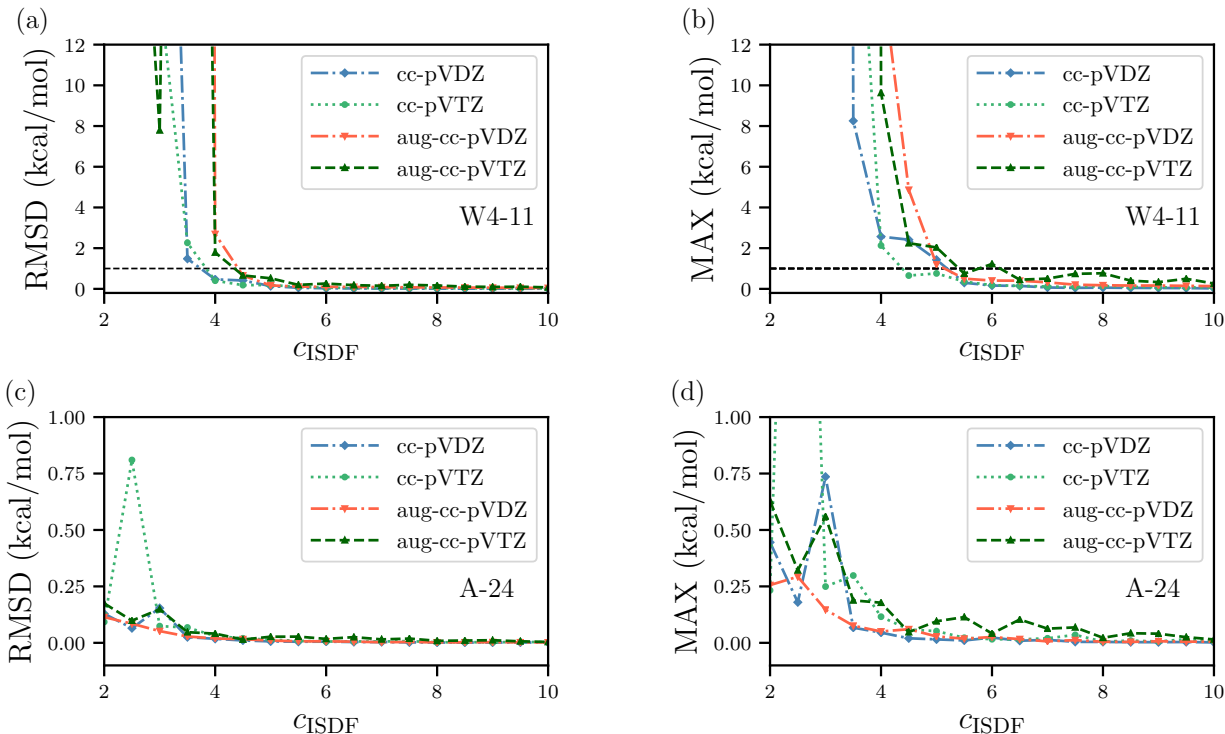 (a)
RMSD (kcal/mol)
12
10
8
6
4
2
0
cc-pVDZ
cc-pVTZ
aug-cc-pVDZ
aug-cc-pVTZ
W4-11
2 4 6 8 10
cISDF
(b)
MAX (kcal/mol)
12
10
8
6
4
2
0
cc-pVDZ
cc-pVTZ
aug-cc-pVDZ
aug-cc-pVTZ
W4-11
2 4 6 8 10
cISDF
(c)
RMSD (kcal/mol)
1.00
0.75
0.50
0.25
0.00
cc-pVDZ
cc-pVTZ
aug-cc-pVDZ
aug-cc-pVTZ
A-24
2 4 6 8 10
cISDF
(d)
MAX (kcal/mol)
1.00
0.75
0.50
0.25
0.00
cc-pVDZ
cc-pVTZ
aug-cc-pVDZ
aug-cc-pVTZ
A-24
2 4 6 8 10
cISDF